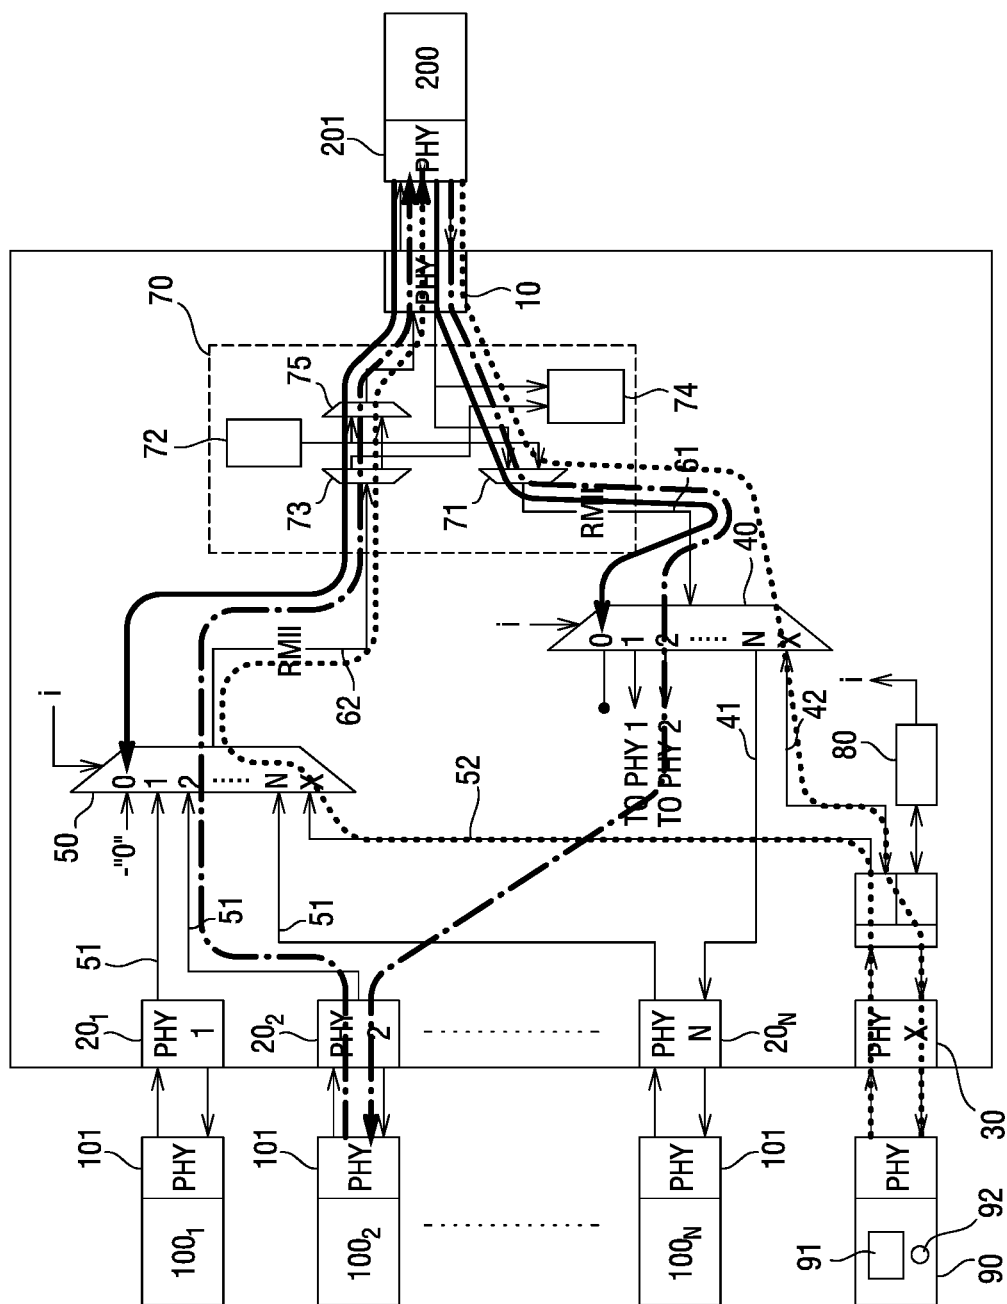 200
201
PHY
PHY
10
70
75
72
73
74
71
RMII
61
40
i
0
1
2
.....
N
X
RMII
62
i
50
0
1
2
.....
N
X
-"0"
TO PHY 1
TO PHY 2
41
42
i
80
52
51
51
51
20₁
PHY 1
20₂
PHY 2
PHY N
20N
PHY X
30
101
PHY
100₁
101
PHY
100₂
PHY
101
100N
PHY
91
92
90